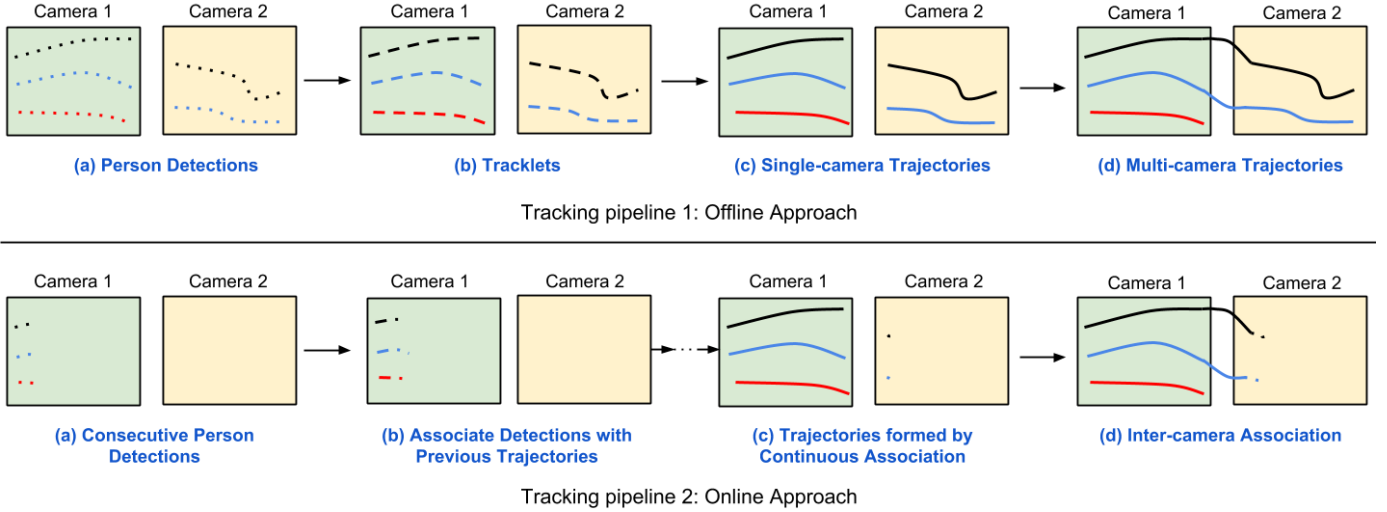 Camera 1 Camera 2 Camera 1 Camera 2 Camera 1 Camera 2 Camera 1 Camera 2
(a) Person Detections (b) Tracklets (c) Single-camera Trajectories (d) Multi-camera Trajectories
Tracking pipeline 1: Offline Approach
Camera 1 Camera 2 Camera 1 Camera 2 Camera 1 Camera 2 Camera 1 Camera 2
(a) Consecutive Person
Detections
(b) Associate Detections with
Previous Trajectories
(c) Trajectories formed by
Continuous Association
(d) Inter-camera Association
Tracking pipeline 2: Online Approach